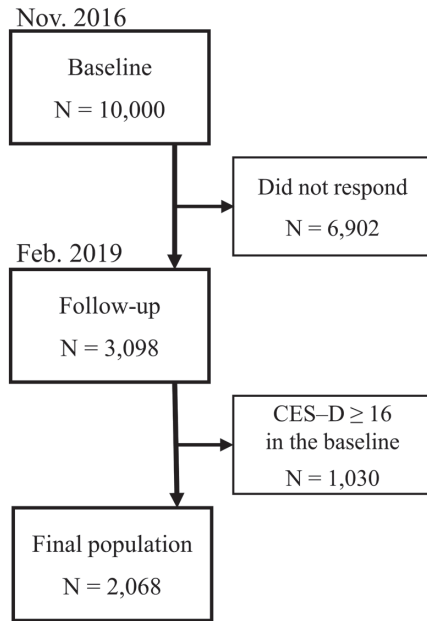 Nov. 2016
Baseline
N = 10,000
Did not respond
N = 6,902
Feb. 2019
Follow-up
N = 3,098
CES–D ≥ 16
in the baseline
N = 1,030
Final population
N = 2,068